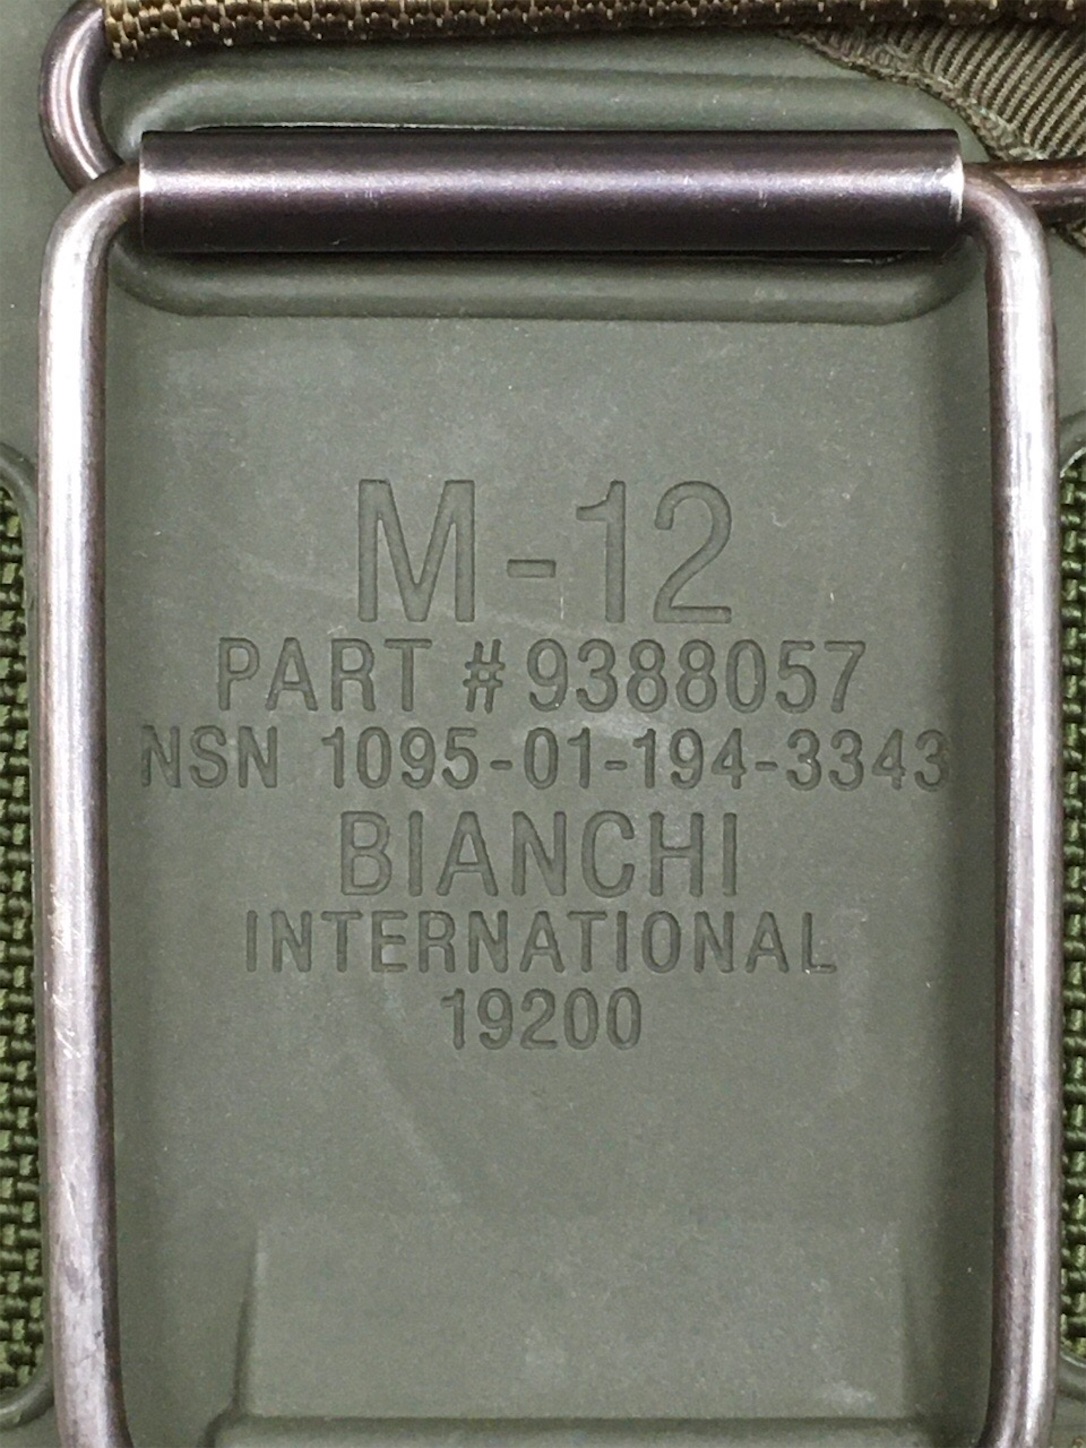 M-12
PART #9388057
NSN 1095-01-194-3343
BIANCHI
INTERNATIONAL
19200